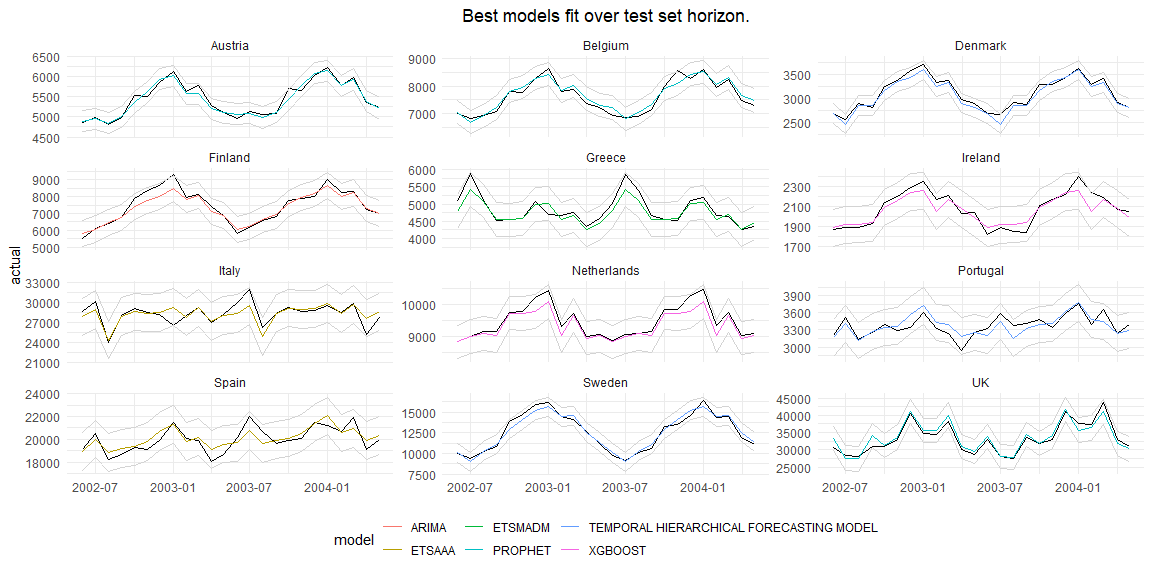 Best models fit over test set horizon.
Austria
Belgium
Denmark
6500
6000
5500
5000
4500
9000
8000
7000
3500
3000
2500
Finland
Greece
Ireland
9000
8000
7000
6000
5000
6000
5500
5000
4500
4000
2300
2100
1900
1700
actual
Italy
Netherlands
Portugal
33000
30000
27000
24000
21000
10000
9000
3900
3600
3300
3000
Spain
Sweden
UK
24000
22000
20000
18000
15000
12500
10000
7500
45000
40000
35000
30000
25000
2002-07 2003-01 2003-07 2004-01
2002-07 2003-01 2003-07 2004-01
2002-07 2003-01 2003-07 2004-01
model
ARIMA ETSMADM TEMPORAL HIERARCHICAL FORECASTING MODEL
ETSAAA PROPHET XGBOOST